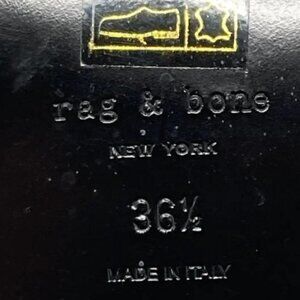 rag & bone
NEW YORK
36½
MADE IN ITALY